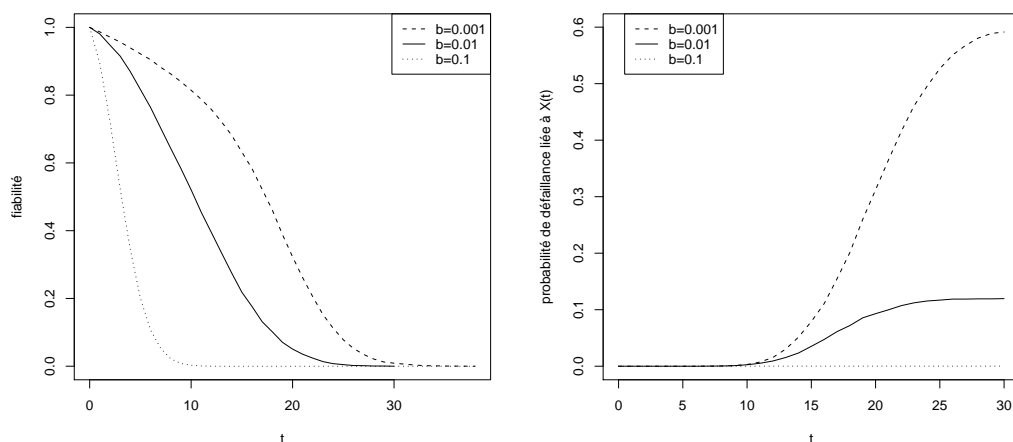 b=0.001
b=0.01
b=0.1
fiabilité
0.0
0.2
0.4
0.6
0.8
1.0
0 10 20 30
t
b=0.001
b=0.01
b=0.1
probabilité de défaillance liée à X(t)
0.0
0.1
0.2
0.3
0.4
0.5
0.6
0 5 10 15 20 25 30
t